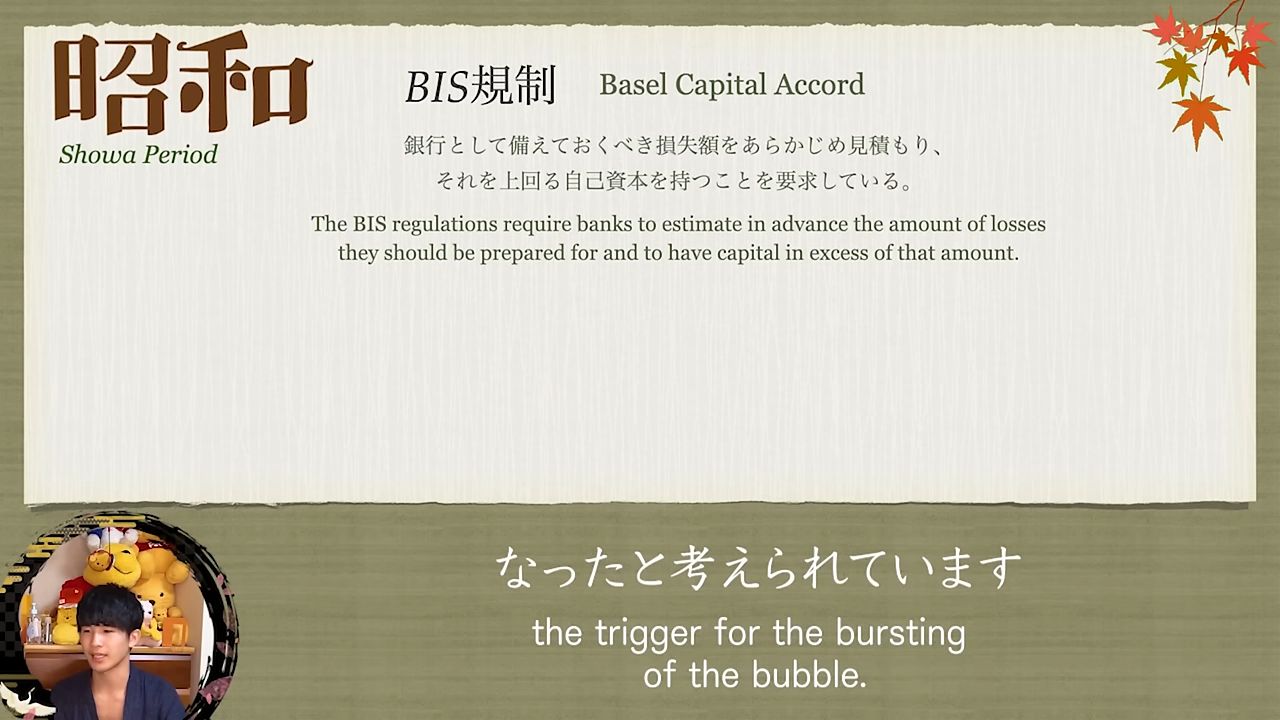 昭和
Showa Period
BIS規制 Basel Capital Accord
銀行として備えておくべき損失額をあらかじめ見積もり、
それを上回る自己資本を持つことを要求している。
The BIS regulations require banks to estimate in advance the amount of losses
they should be prepared for and to have capital in excess of that amount.
なったと考えられています
the trigger for the bursting
of the bubble.